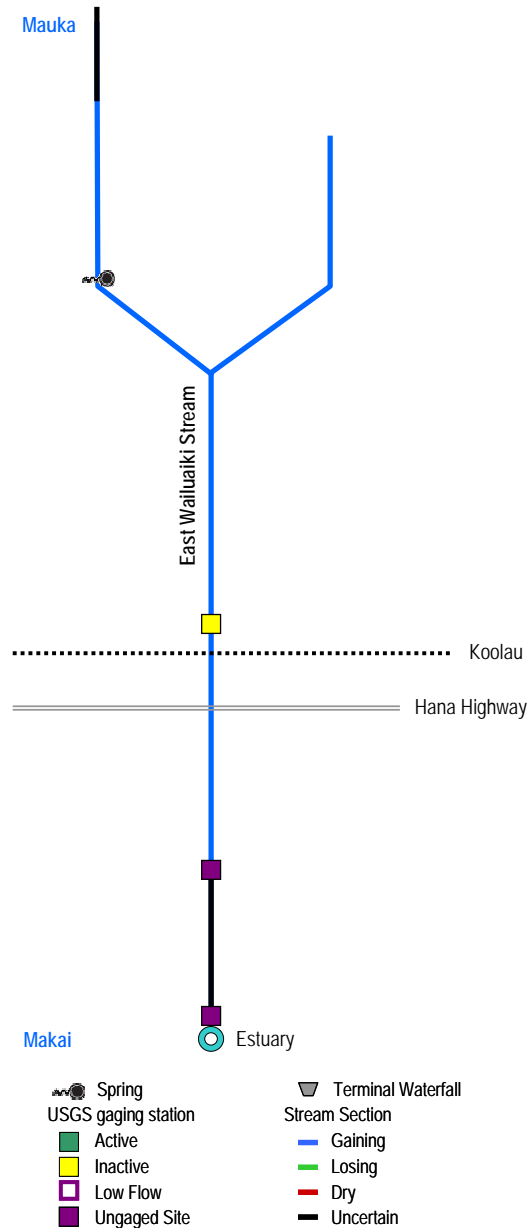 Mauka
East Wailuaiki Stream
Koolau
Hana Highway
Makai
Estuary
Spring
Terminal Waterfall
USGS gaging station
Stream Section
Active
Gaining
Inactive
Losing
Low Flow
Dry
Ungaged Site
Uncertain